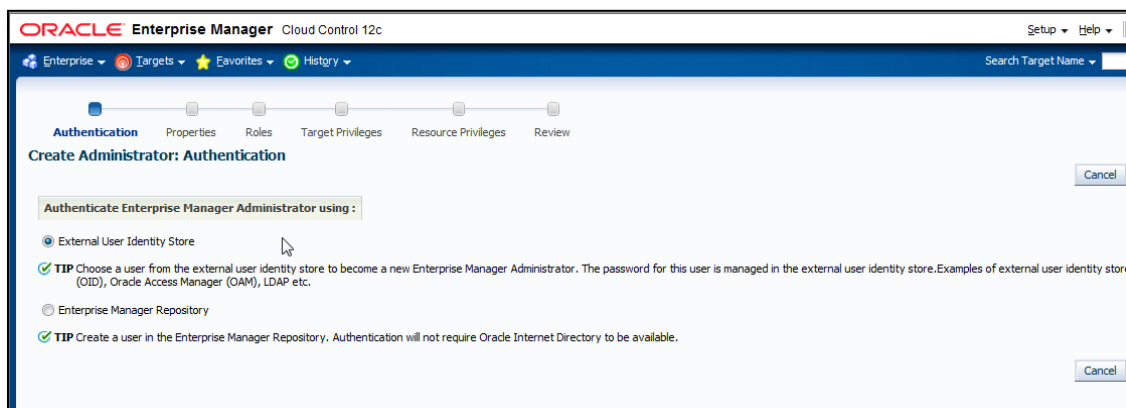 ORACLE Enterprise Manager Cloud Control 12c
Setup Help
Enterprise Targets Favorites History
Search Target Name
Authentication Properties Roles Target Privileges Resource Privileges Review
Create Administrator: Authentication
Cancel
Authenticate Enterprise Manager Administrator using :
External User Identity Store
TIP Choose a user from the external user identity store to become a new Enterprise Manager Administrator. The password for this user is managed in the external user identity store.Examples of external user identity store
(OID), Oracle Access Manager (OAM), LDAP etc.
Enterprise Manager Repository
TIP Create a user in the Enterprise Manager Repository. Authentication will not require Oracle Internet Directory to be available.
Cancel